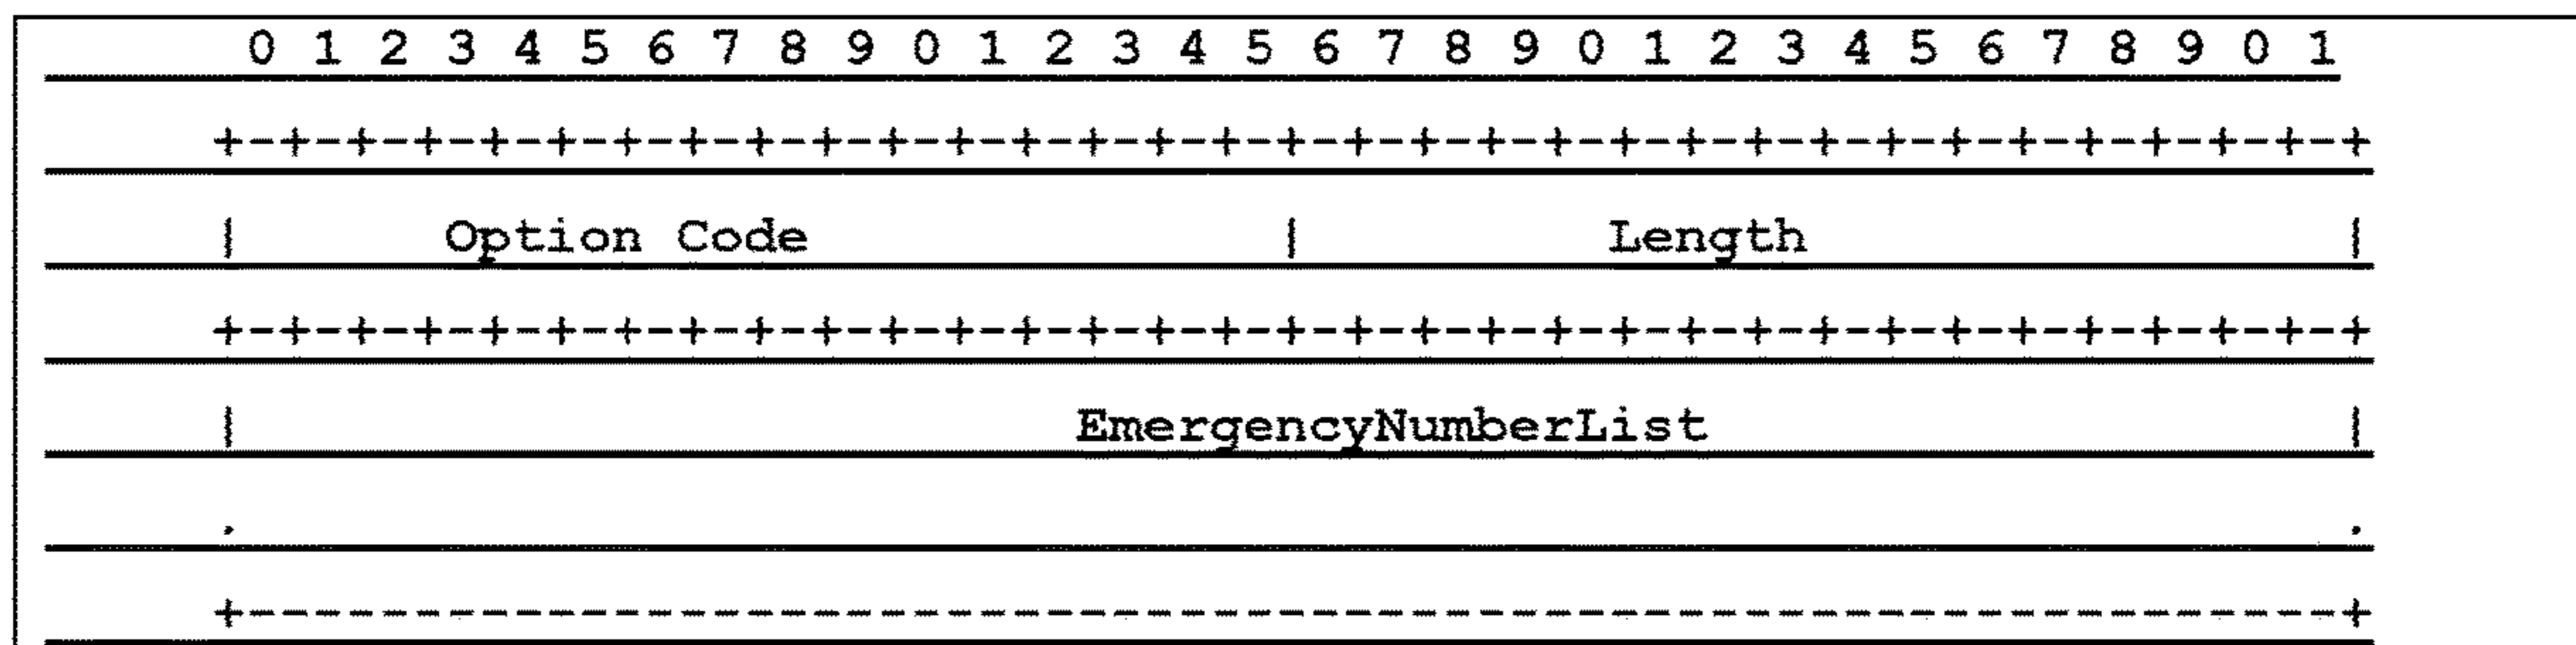 0 1 2 3 4 5 6 7 8 9 0 1 2 3 4 5 6 7 8 9 0 1 2 3 4 5 6 7 8 9 0 1
+-+-+-+-+-+-+-+-+-+-+-+-+-+-+-+-+-+-+-+-+-+-+-+-+-+-+-+-+-+-+-+-+
| Option Code | Length |
+-+-+-+-+-+-+-+-+-+-+-+-+-+-+-+-+-+-+-+-+-+-+-+-+-+-+-+-+-+-+-+-+
| EmergencyNumberList |
. .
+---------------------------------------------------------------+